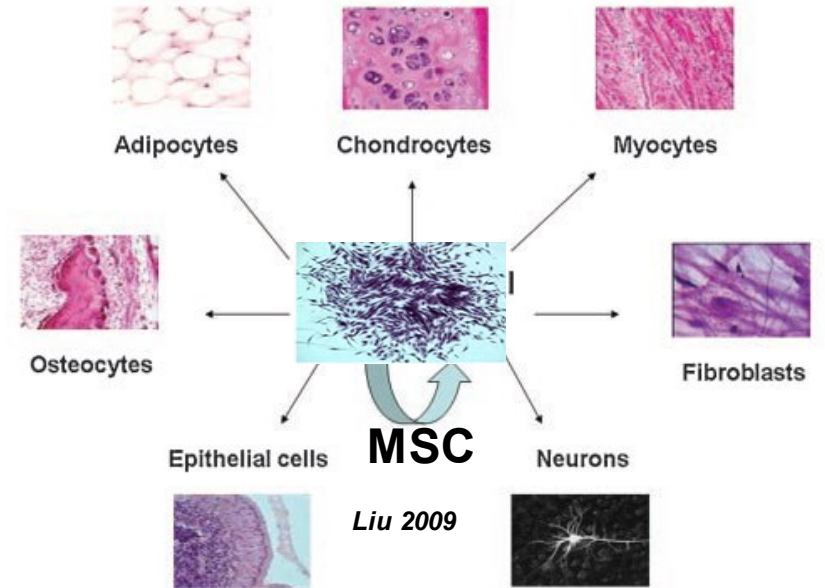 Adipocytes
Chondrocytes
Myocytes
Osteocytes
Fibroblasts
Epithelial cells
MSC
Neurons
Liu 2009